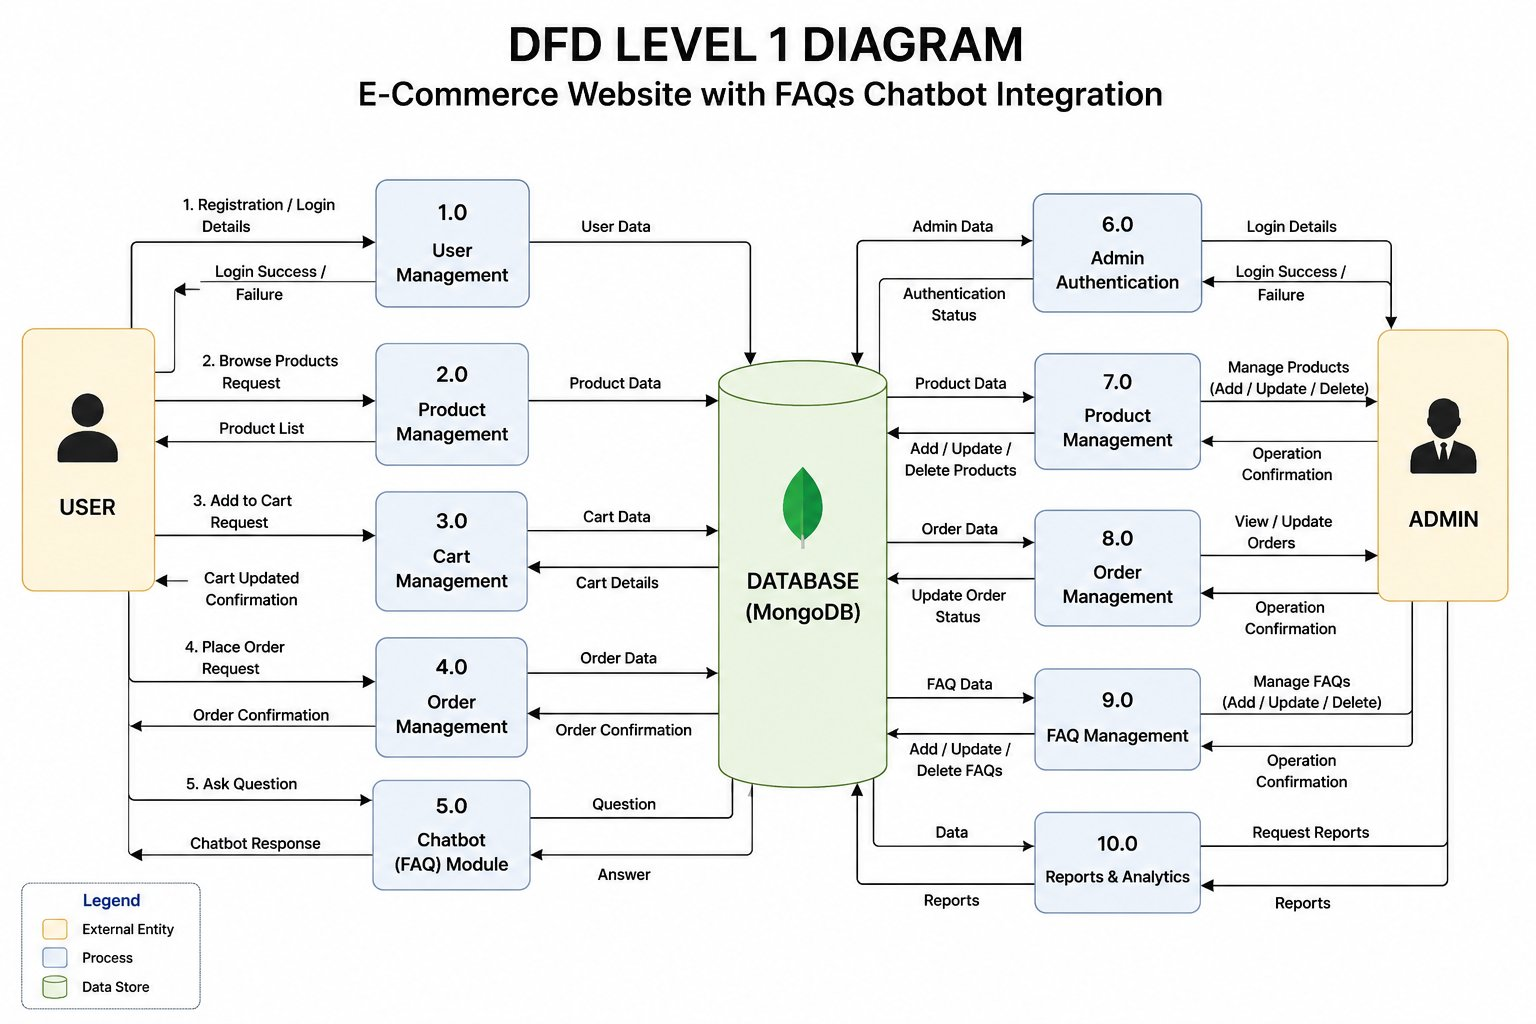 DFD LEVEL 1 DIAGRAM
E-Commerce Website with FAQs Chatbot Integration
1. Registration / Login
Details
Login Success /
Failure
1.0
User
Management
User Data
2. Browse Products
Request
Product List
2.0
Product
Management
Product Data
USER
3. Add to Cart
Request
Cart Updated
Confirmation
3.0
Cart
Management
Cart Data
Cart Details
4. Place Order
Request
Order Confirmation
4.0
Order
Management
Order Data
Order Confirmation
5. Ask Question
Chatbot Response
5.0
Chatbot
(FAQ) Module
Question
Answer
DATABASE
(MongoDB)
Admin Data
Authentication
Status
6.0
Admin
Authentication
Login Details
Login Success /
Failure
Product Data
Add / Update /
Delete Products
7.0
Product
Management
Manage Products
(Add / Update / Delete)
Operation
Confirmation
ADMIN
Order Data
Update Order
Status
8.0
Order
Management
View / Update
Orders
Operation
Confirmation
FAQ Data
Add / Update /
Delete FAQs
9.0
FAQ Management
Manage FAQs
(Add / Update / Delete)
Operation
Confirmation
Data
Reports
10.0
Reports & Analytics
Request Reports
Reports
Legend
External Entity
Process
Data Store